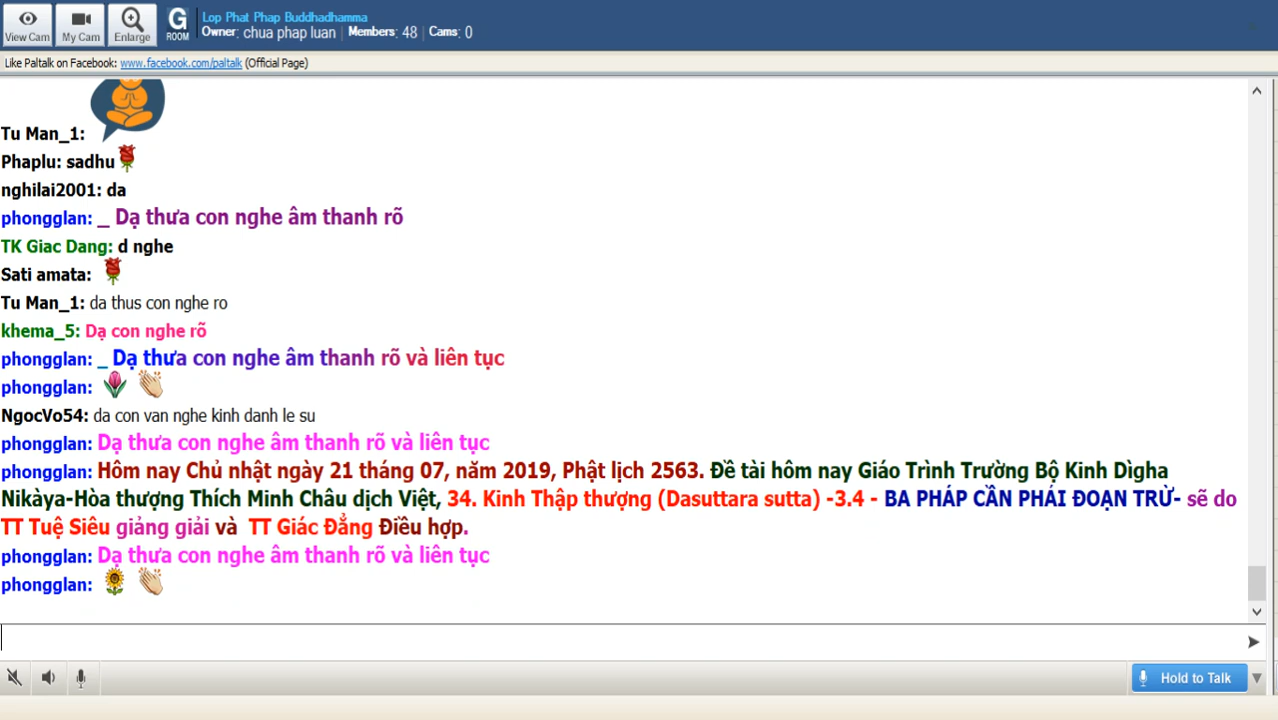 View Cam
My Cam
Enlarge
G
ROOM
Lop Phat Phap Buddhadhamma
Owner: chua phap luan | Members: 48 | Cams: 0
Like Paltalk on Facebook: www.facebook.com/paltalk (Official Page)
Tu Man_1:
Phaplu: sadhu
nghilai2001: da
phongglan: _ Dạ thưa con nghe âm thanh rõ
TK Giac Dang: d nghe
Sati amata:
Tu Man_1: da thus con nghe ro
khema_5: Dạ con nghe rõ
phongglan: _ Dạ thưa con nghe âm thanh rõ và liên tục
phongglan:
NgocVo54: da con van nghe kinh danh le su
phongglan: Dạ thưa con nghe âm thanh rõ và liên tục
phongglan: Hôm nay Chủ nhật ngày 21 tháng 07, năm 2019, Phật lịch 2563. Đề tài hôm nay Giáo Trình Trường Bộ Kinh Dìgha
Nikàya-Hòa thượng Thích Minh Châu dịch Việt, 34. Kinh Thập thượng (Dasuttara sutta) -3.4 - BA PHÁP CẦN PHẢI ĐOẠN TRỪ- sẽ do
TT Tuệ Siêu giảng giải và TT Giác Đẳng Điều hợp.
phongglan: Dạ thưa con nghe âm thanh rõ và liên tục
phongglan:
Hold to Talk